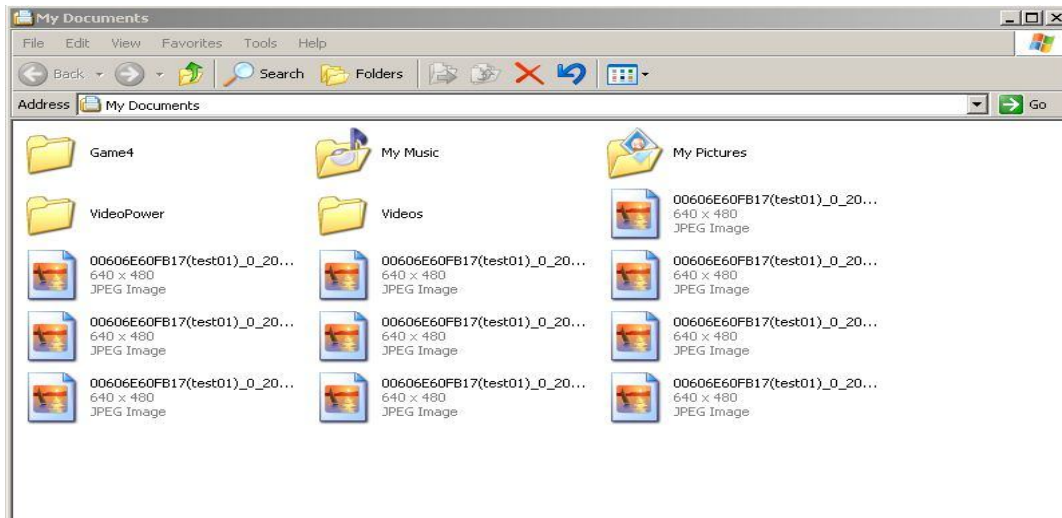 My Documents
File Edit View Favorites Tools Help
Back Search Folders
Address My Documents Go
Game4 My Music My Pictures
VideoPower Videos 00606E60FB17(test01)_0_20...
640 x 480
JPEG Image
00606E60FB17(test01)_0_20... 00606E60FB17(test01)_0_20... 00606E60FB17(test01)_0_20...
640 x 480 640 x 480 640 x 480
JPEG Image JPEG Image JPEG Image
00606E60FB17(test01)_0_20... 00606E60FB17(test01)_0_20... 00606E60FB17(test01)_0_20...
640 x 480 640 x 480 640 x 480
JPEG Image JPEG Image JPEG Image
00606E60FB17(test01)_0_20... 00606E60FB17(test01)_0_20... 00606E60FB17(test01)_0_20...
640 x 480 640 x 480 640 x 480
JPEG Image JPEG Image JPEG Image